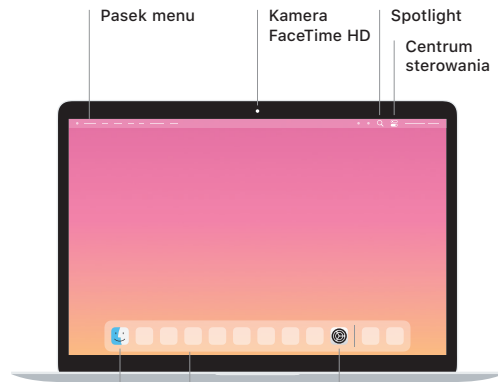 Pasek menu
Kamera
FaceTime HD
Spotlight
Centrum
sterowania